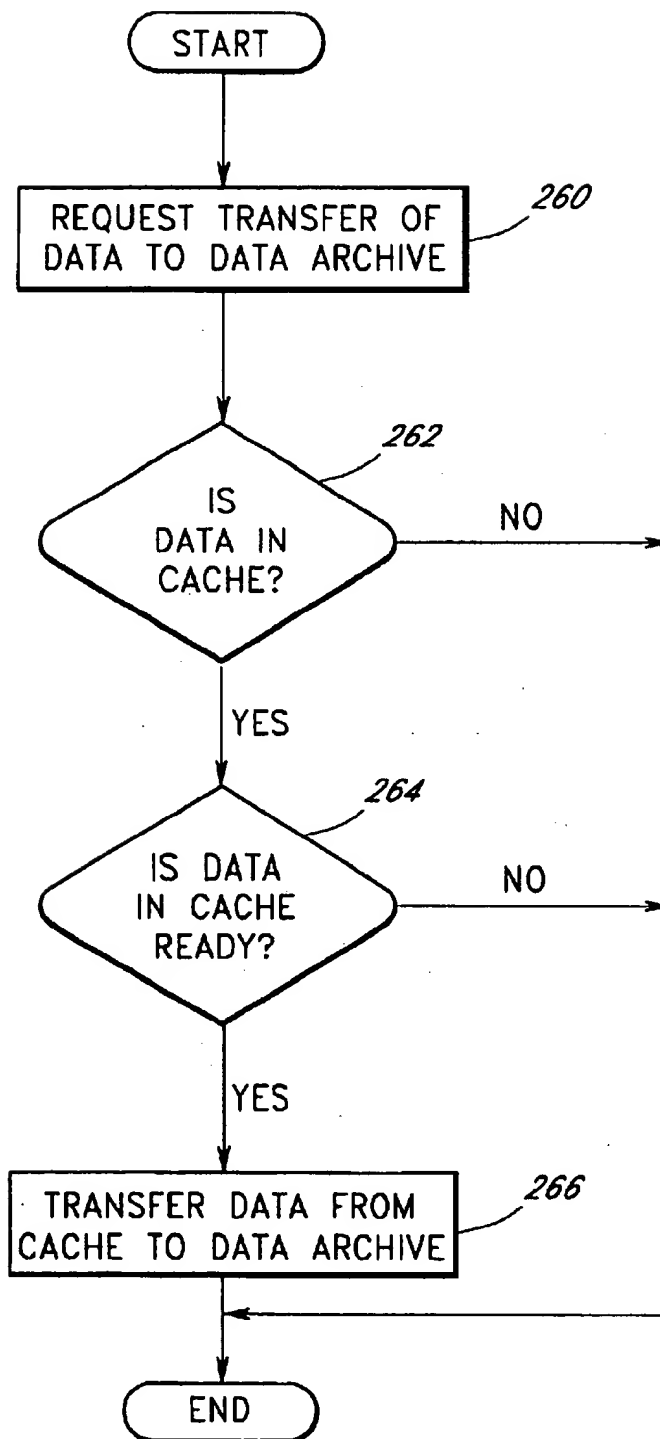 START
REQUEST TRANSFER OF
DATA TO DATA ARCHIVE
260
262
IS
DATA IN
CACHE?
NO
YES
264
IS DATA
IN CACHE
READY?
NO
YES
TRANSFER DATA FROM
CACHE TO DATA ARCHIVE
266
END